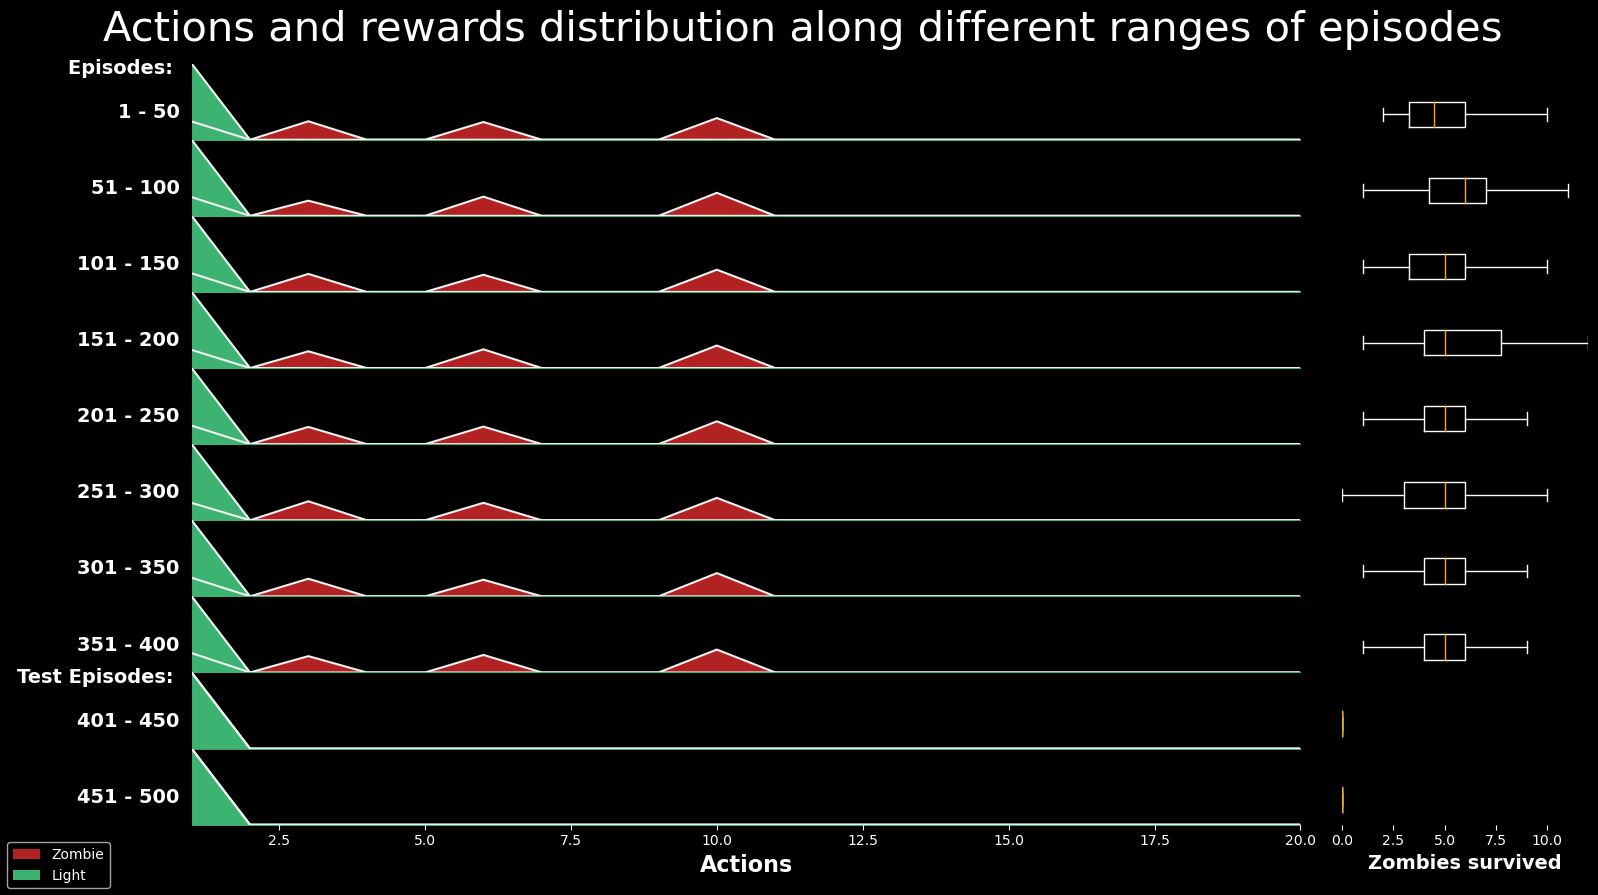 Actions and rewards distribution along different ranges of episodes
Episodes:
1 - 50
51 - 100
101 - 150
151 - 200
201 - 250
251 - 300
301 - 350
351 - 400
Test Episodes:
401 - 450
451 - 500
2.5 5.0 7.5 10.0 12.5 15.0 17.5 20.0 0.0 2.5 5.0 7.5 10.0
Actions
Zombies survived
Zombie
Light